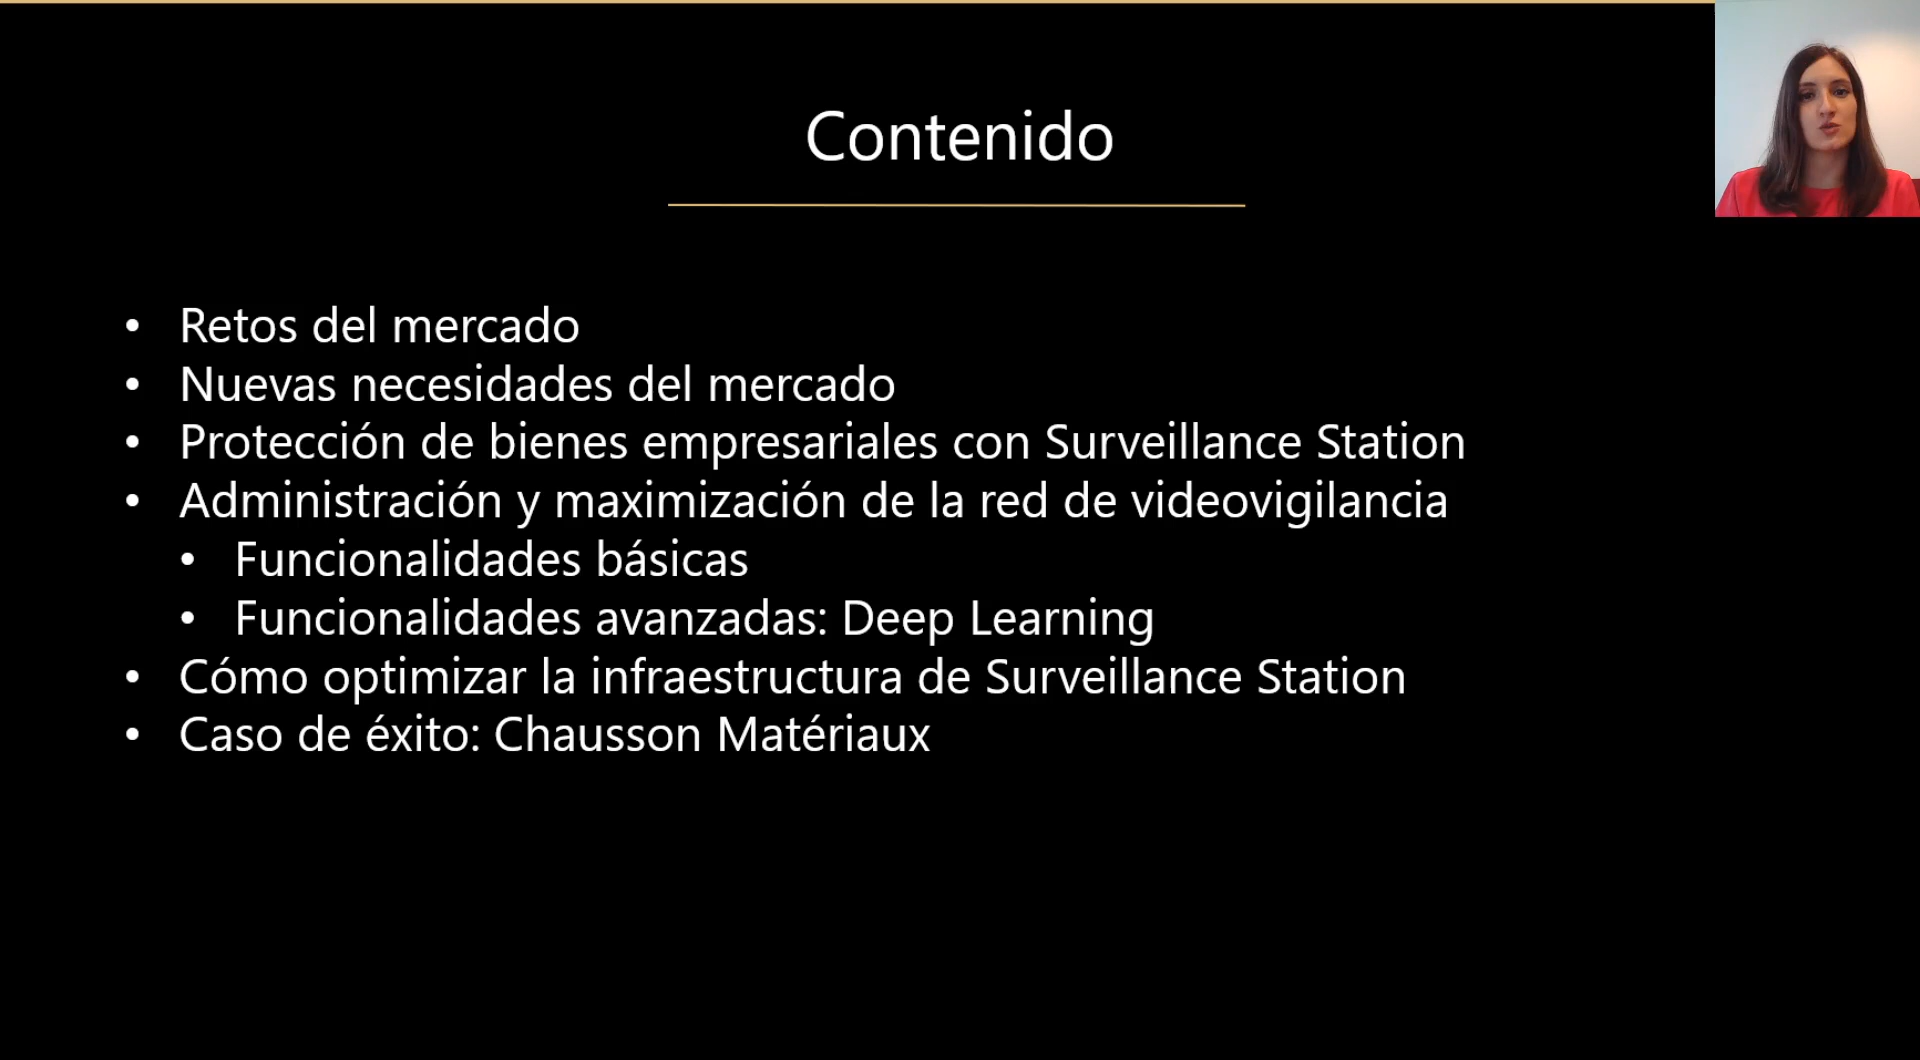 Contenido
• Retos del mercado
• Nuevas necesidades del mercado
• Protección de bienes empresariales con Surveillance Station
• Administración y maximización de la red de videovigilancia
• Funcionalidades básicas
• Funcionalidades avanzadas: Deep Learning
• Cómo optimizar la infraestructura de Surveillance Station
• Caso de éxito: Chausson Matériaux